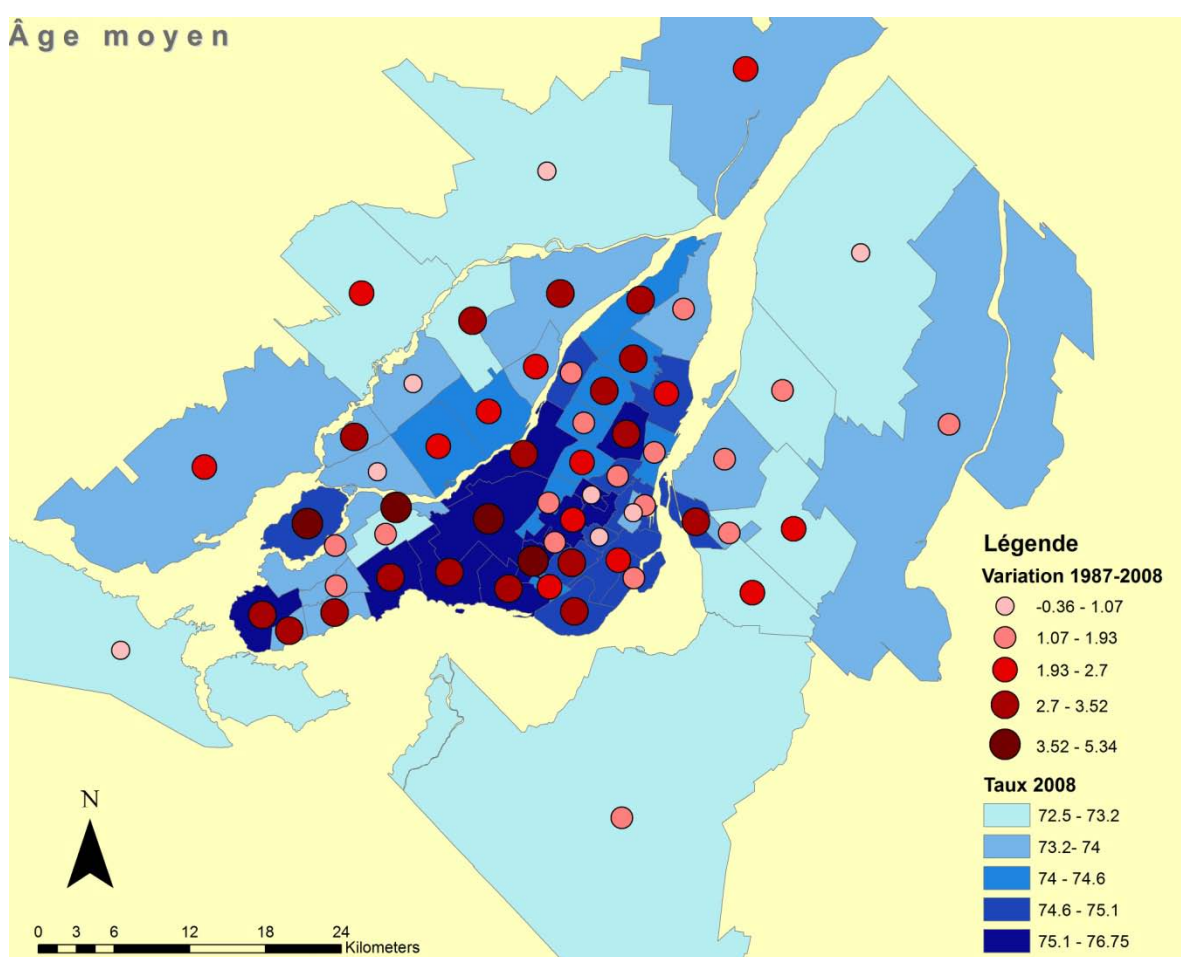 Âge moyen
Légende
Variation 1987-2008
-0.36 - 1.07
1.07 - 1.93
1.93 - 2.7
2.7 - 3.52
3.52 - 5.34
Taux 2008
72.5 - 73.2
73.2- 74
74 - 74.6
74.6 - 75.1
75.1 - 76.75
N
0 3 6 12 18 24
Kilometers